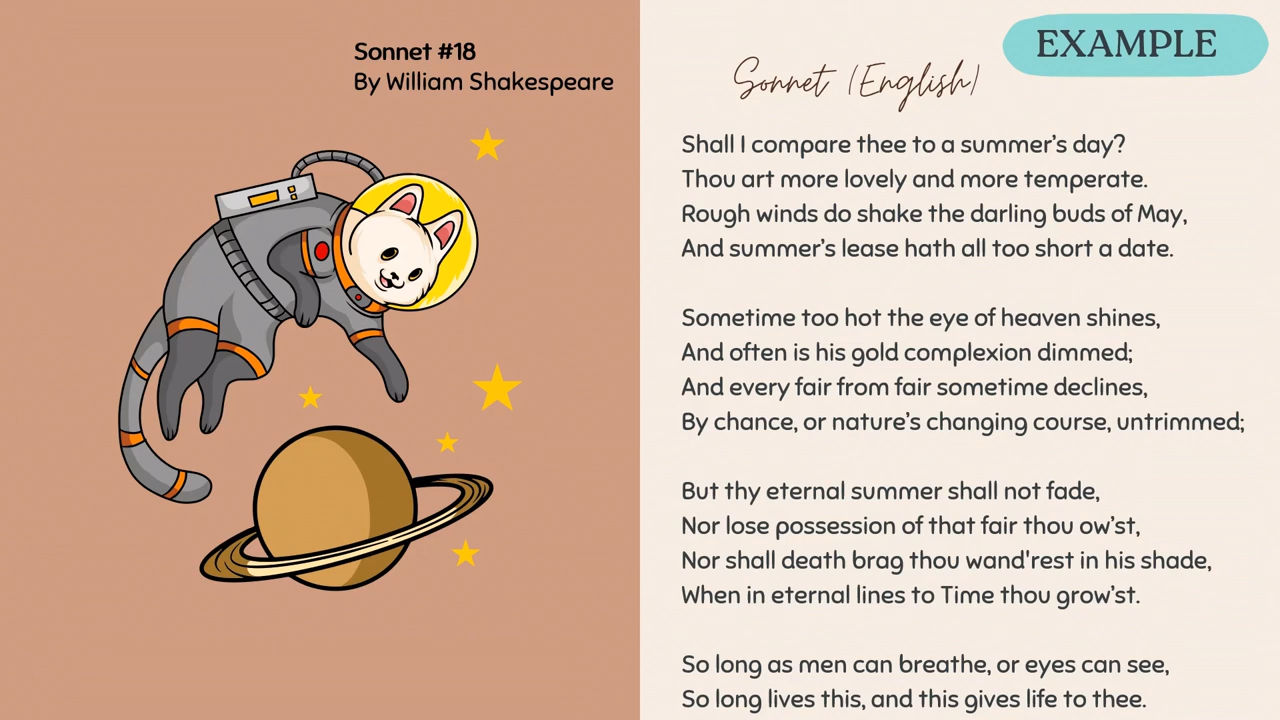 Sonnet #18
By William Shakespeare
EXAMPLE
Sonnet (English)
Shall I compare thee to a summer’s day?
Thou art more lovely and more temperate.
Rough winds do shake the darling buds of May,
And summer’s lease hath all too short a date.
Sometime too hot the eye of heaven shines,
And often is his gold complexion dimmed;
And every fair from fair sometime declines,
By chance, or nature’s changing course, untrimmed;
But thy eternal summer shall not fade,
Nor lose possession of that fair thou ow’st,
Nor shall death brag thou wand'rest in his shade,
When in eternal lines to Time thou grow’st.
So long as men can breathe, or eyes can see,
So long lives this, and this gives life to thee.